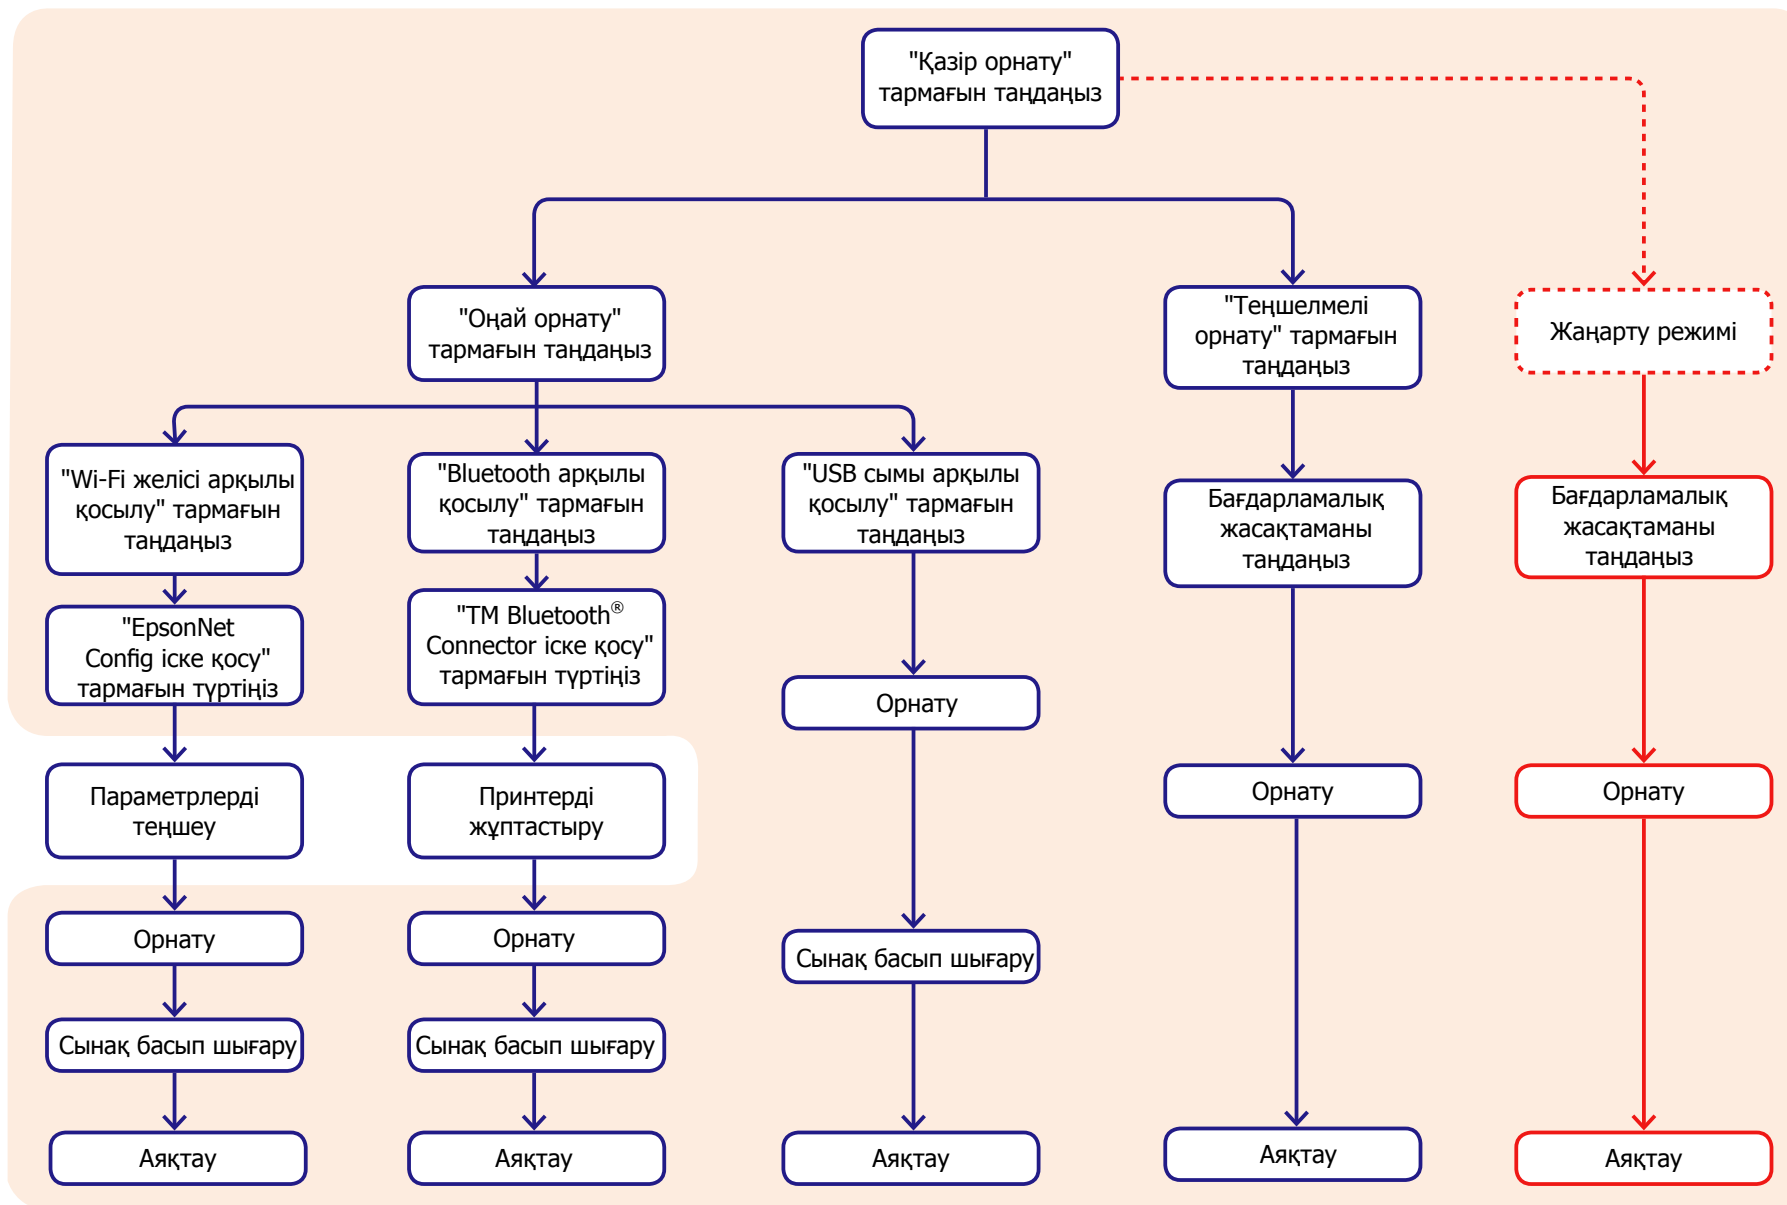 "Қазір орнату"
тармағын таңдаңыз
"Оңай орнату"
тармағын таңдаңыз
"Теңшелмелі
орнату" тармағын
таңдаңыз
Жаңарту режимі
"Wi-Fi желісі арқылы
қосылу" тармағын
таңдаңыз
"Bluetooth арқылы
қосылу" тармағын
таңдаңыз
"USB сымы арқылы
қосылу" тармағын
таңдаңыз
Бағдарламалық
жасақтаманы
таңдаңыз
Бағдарламалық
жасақтаманы
таңдаңыз
"EpsonNet
Config іске қосу"
тармағын түртіңіз
"TM Bluetooth®
Connector іске қосу"
тармағын түртіңіз
Орнату
Параметрлерді
теңшеу
Принтерді
жұптастыру
Орнату
Орнату
Орнату
Орнату
Сынақ басып шығару
Сынақ басып шығару
Сынақ басып шығару
Аяқтау
Аяқтау
Аяқтау
Аяқтау
Аяқтау